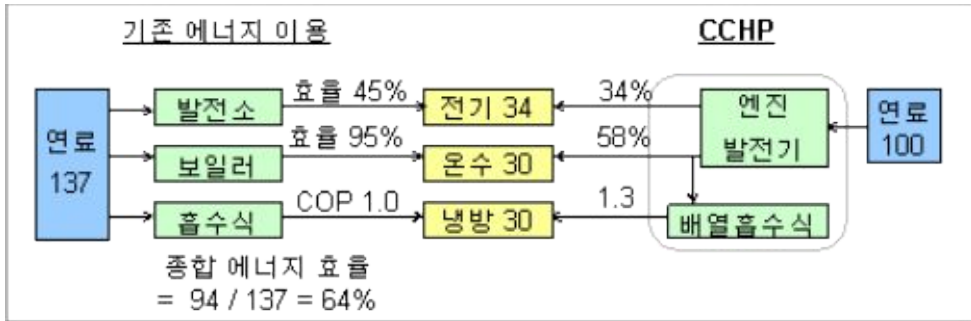 기존 에너지 이용
CCHP
연료
137
발전소
효율 45%
전기 34
34%
엔진
발전기
연료
100
보일러
효율 95%
온수 30
58%
흡수식
COP 1.0
냉방 30
1.3
배열흡수식
종합 에너지 효율
= 94 / 137 = 64%